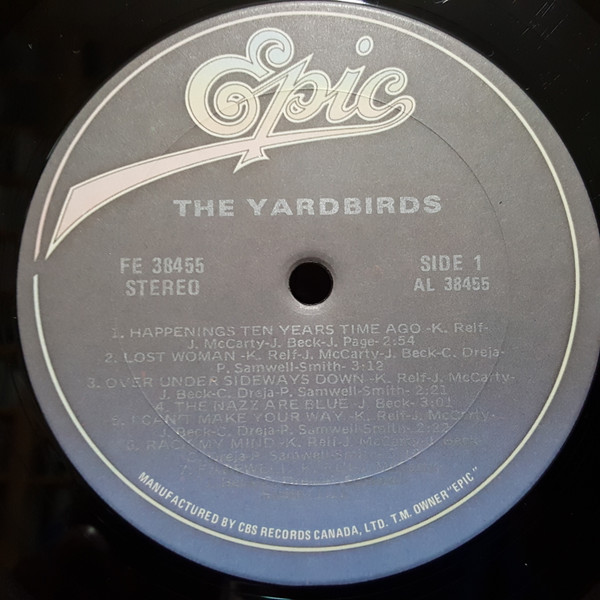 Epic
THE YARDBIRDS
FE 38455
STEREO
SIDE 1
AL 38455
1. HAPPENINGS TEN YEARS TIME AGO -K. Relf-
J. McCarty-J. Beck-J. Page- 2:54
2. LOST WOMAN -K. Relf-J. McCarty-J. Beck-C. Dreja-
P. Samwell-Smith- 3:12
3. OVER UNDER SIDEWAYS DOWN -K. Relf-J. McCarty-
J. Beck-C. Dreja-P. Samwell-Smith- 2:21
4. THE NAZZ ARE BLUE -J. Beck- 3:01
5. I CAN'T MAKE YOUR WAY -K. Relf-J. McCarty-
J. Beck-C. Dreja-P. Samwell-Smith- 2:23
6. RACK MY MIND -K. Relf-J. McCarty-J. Beck-
C. Dreja-P. Samwell-Smith-
MANUFACTURED BY CBS RECORDS CANADA, LTD. T.M. OWNER "EPIC"